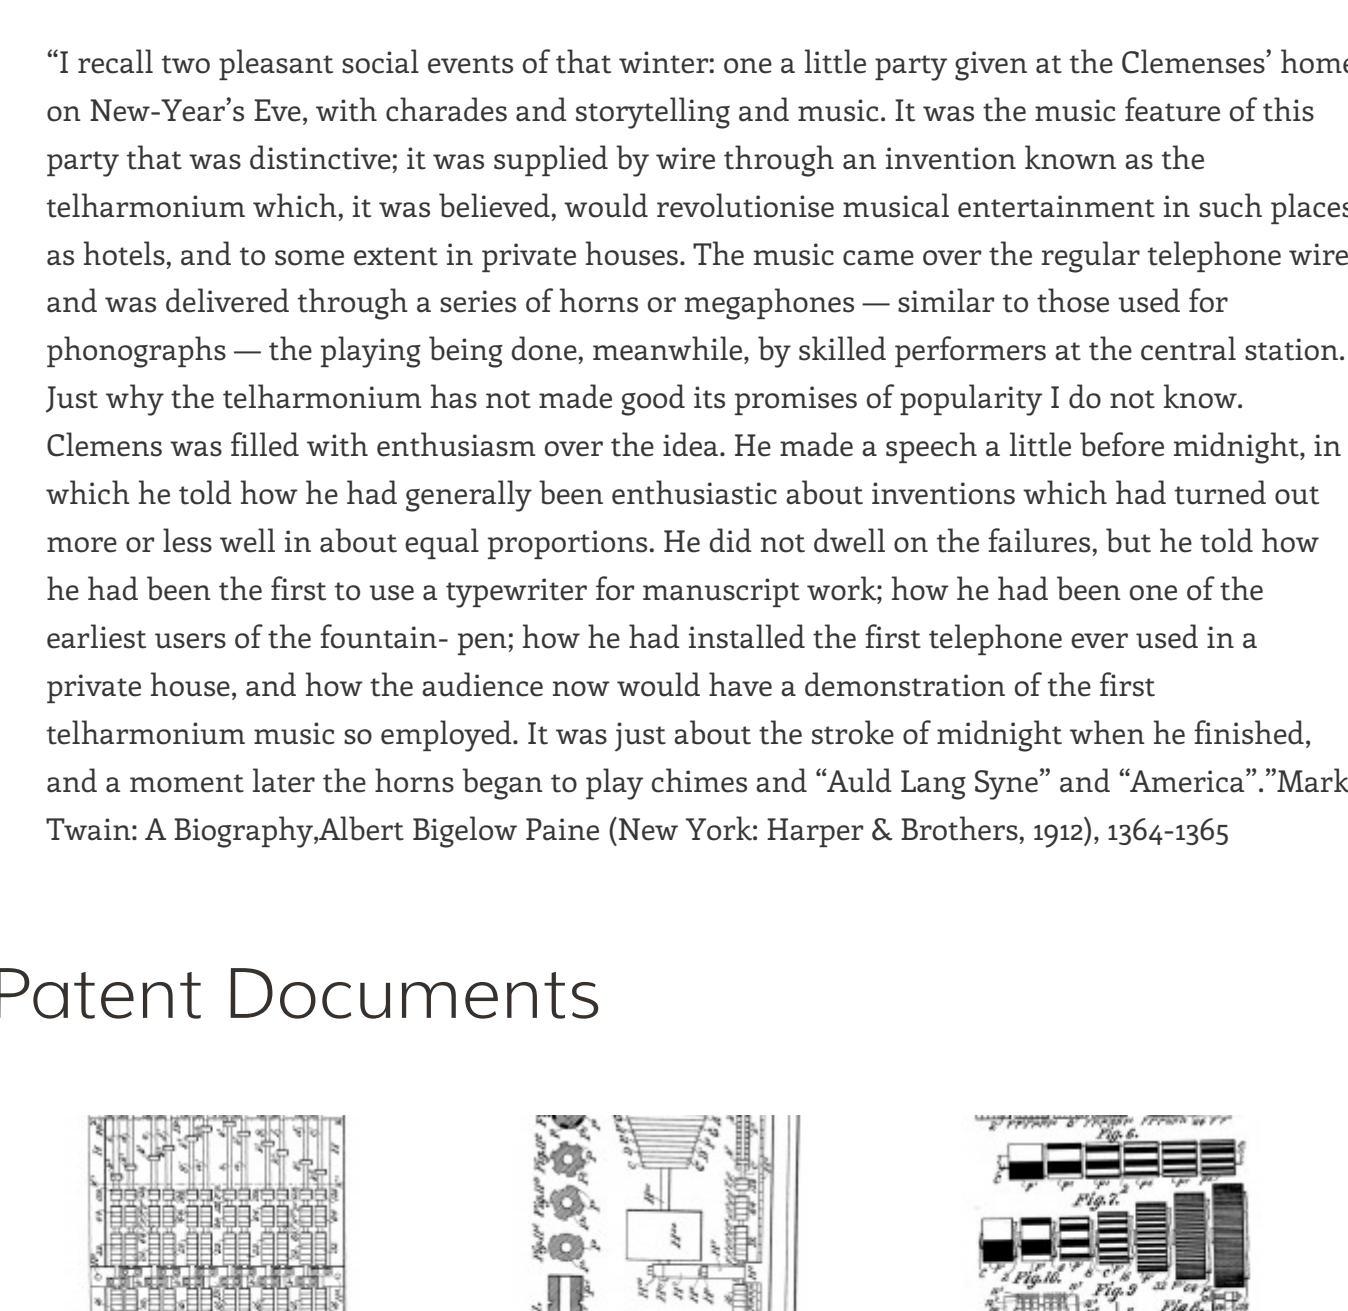 “I recall two pleasant social events of that winter: one a little party given at the Clemenses’ home
on New-Year’s Eve, with charades and storytelling and music. It was the music feature of this
party that was distinctive; it was supplied by wire through an invention known as the
telharmonium which, it was believed, would revolutionise musical entertainment in such places
as hotels, and to some extent in private houses. The music came over the regular telephone wire
and was delivered through a series of horns or megaphones — similar to those used for
phonographs — the playing being done, meanwhile, by skilled performers at the central station.
Just why the telharmonium has not made good its promises of popularity I do not know.
Clemens was filled with enthusiasm over the idea. He made a speech a little before midnight, in
which he told how he had generally been enthusiastic about inventions which had turned out
more or less well in about equal proportions. He did not dwell on the failures, but he told how
he had been the first to use a typewriter for manuscript work; how he had been one of the
earliest users of the fountain- pen; how he had installed the first telephone ever used in a
private house, and how the audience now would have a demonstration of the first
telharmonium music so employed. It was just about the stroke of midnight when he finished,
and a moment later the horns began to play chimes and “Auld Lang Syne” and “America”.”Mark
Twain: A Biography,Albert Bigelow Paine (New York: Harper & Brothers, 1912), 1364-1365
Patent Documents
Fig. 6.
Fig. 7.
Fig. 10.
Fig. 9